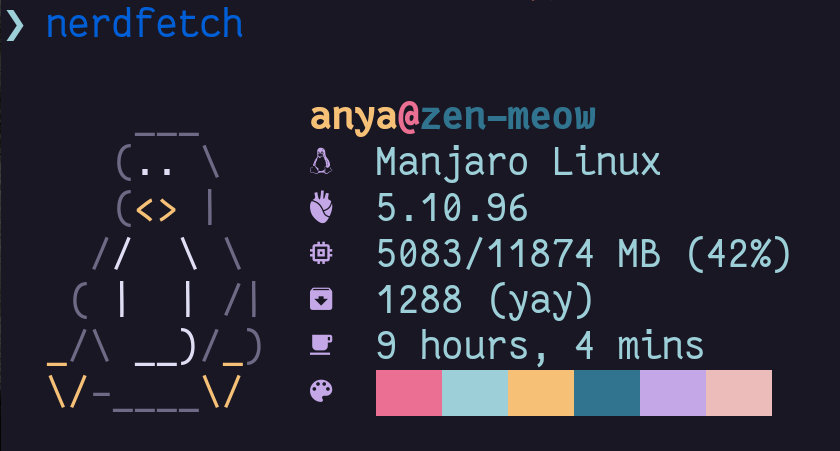 ❯ nerdfetch
anya@zen-meow
Manjaro Linux
5.10.96
5083/11874 MB (42%)
1288 (yay)
9 hours, 4 mins